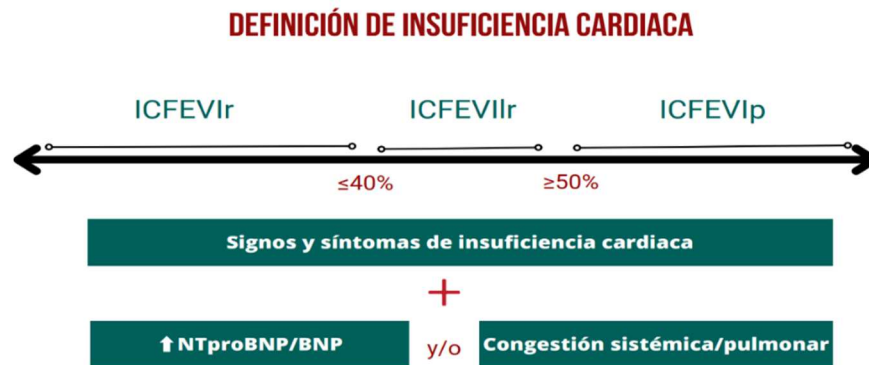 DEFINICIÓN DE INSUFICIENCIA CARDIACA
ICFEVIr ICFEVIlr ICFEVIp
≤40% ≥50%
Signos y síntomas de insuficiencia cardiaca
+
⬆NTproBNP/BNP y/o Congestión sistémica/pulmonar